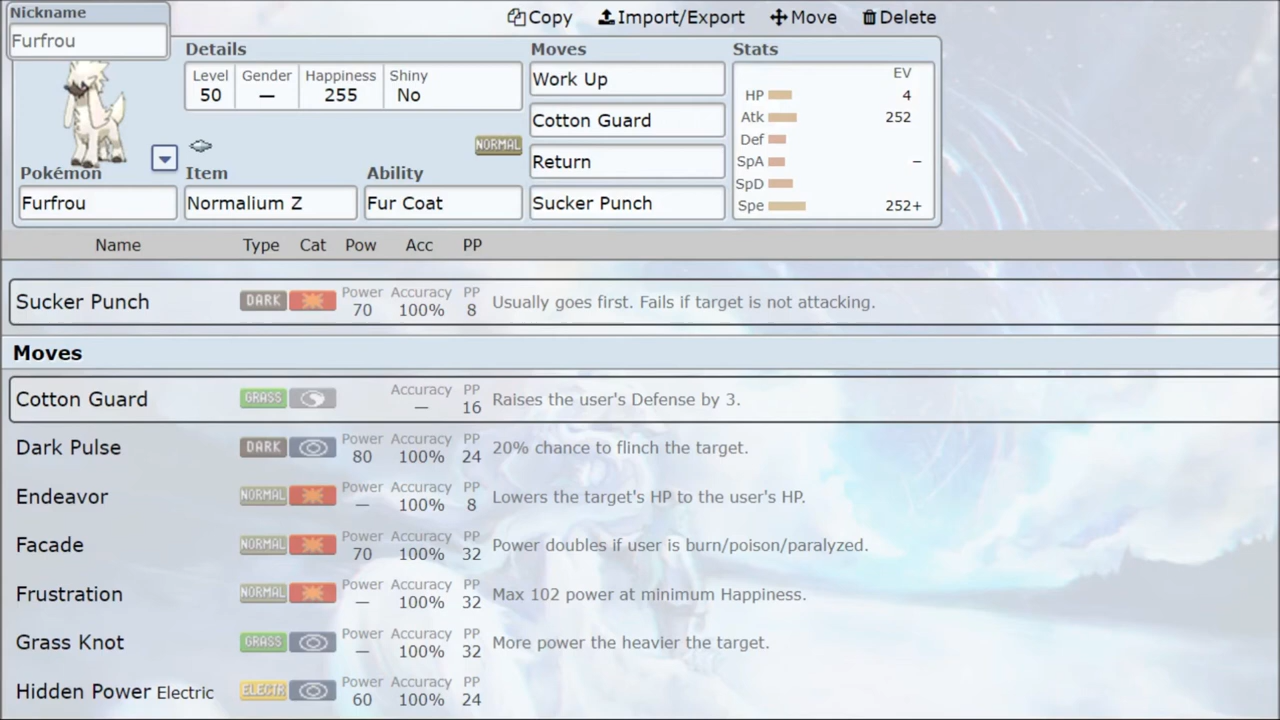 Nickname
Furfrou
Copy Import/Export Move Delete
Details
Level Gender Happiness Shiny
50 — 255 No
NORMAL
Pokémon Item Ability
Furfrou Normalium Z Fur Coat
Moves
Work Up
Cotton Guard
Return
Sucker Punch
Stats
EV
HP 4
Atk 252
Def
SpA –
SpD
Spe 252+
Name Type Cat Pow Acc PP
Sucker Punch DARK Power 70 Accuracy 100% PP 8 Usually goes first. Fails if target is not attacking.
Moves
Cotton Guard GRASS Accuracy — PP 16 Raises the user's Defense by 3.
Dark Pulse DARK Power 80 Accuracy 100% PP 24 20% chance to flinch the target.
Endeavor NORMAL Power — Accuracy 100% PP 8 Lowers the target's HP to the user's HP.
Facade NORMAL Power 70 Accuracy 100% PP 32 Power doubles if user is burn/poison/paralyzed.
Frustration NORMAL Power — Accuracy 100% PP 32 Max 102 power at minimum Happiness.
Grass Knot GRASS Power — Accuracy 100% PP 32 More power the heavier the target.
Hidden Power Electric ELECTR Power 60 Accuracy 100% PP 24